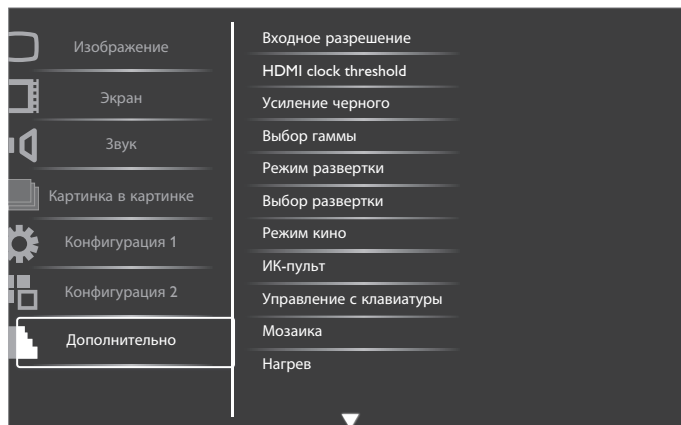 Изображение
Экран
Звук
Картинка в картинке
Конфигурация 1
Конфигурация 2
Дополнительно
Входное разрешение
HDMI clock threshold
Усиление черного
Выбор гаммы
Режим развертки
Выбор развертки
Режим кино
ИК-пульт
Управление с клавиатуры
Мозаика
Нагрев